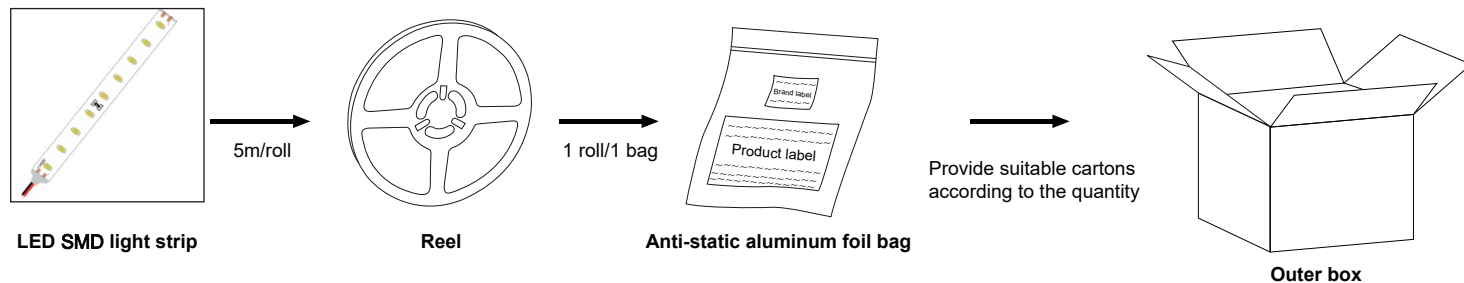 5m/roll
1 roll/1 bag
Brand label
Product label
Provide suitable cartons
according to the quantity
LED SMD light strip
Reel
Anti-static aluminum foil bag
Outer box